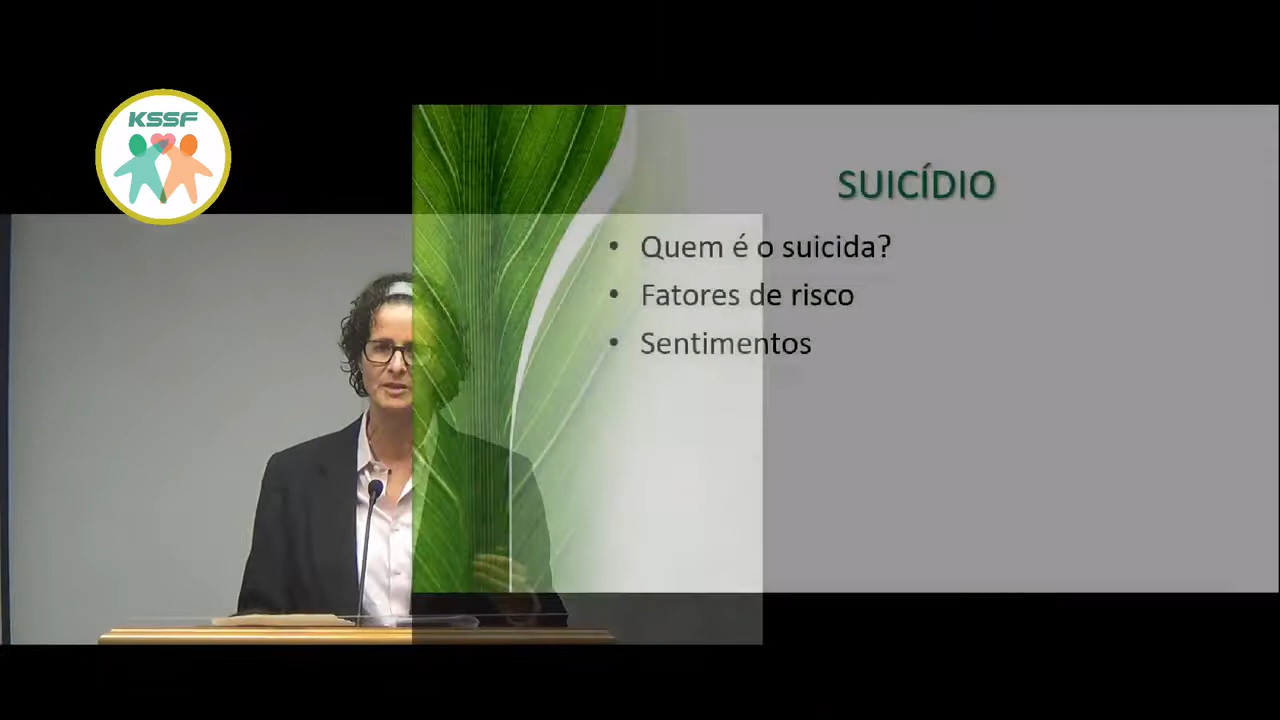 KSSF
SUICÍDIO
• Quem é o suicida?
• Fatores de risco
• Sentimentos